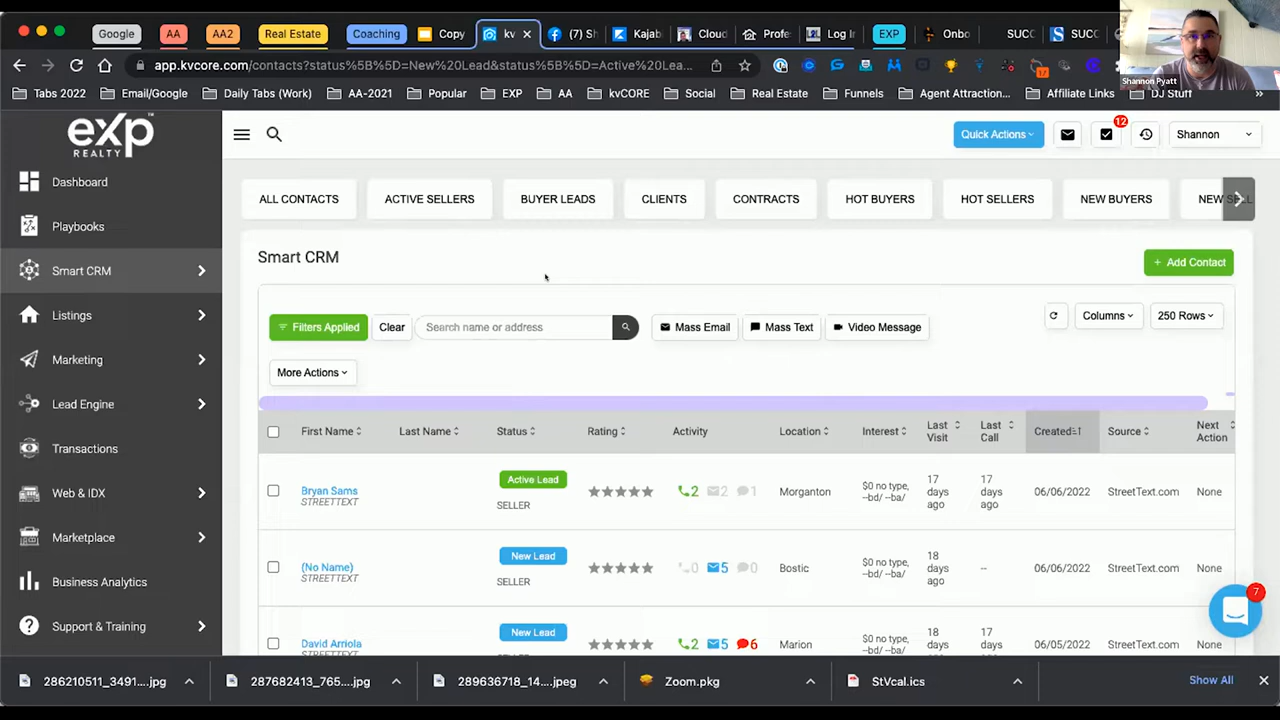 Google
AA
AA2
Real Estate
Coaching
Copy
kv
(7) S
Kajab
Cloud
Profe
Log In
EXP
Onbo
SUCC
SUCC
app.kvcore.com/contacts?status%5B%5D=New%20Lead&status%5B%5D=Active%20Lea...
17
Shannon Pyatt
Tabs 2022
Email/Google
Daily Tabs (Work)
AA-2021
Populus
EXP
AA
kvCORE
Social
Real Estate
Funnels
Agent Attraction...
Affiliate Links
DJ Stuff
»
eXp
REALTY
Quick Actions
12
Shannon
Dashboard
Playbooks
Smart CRM
Listings
Marketing
Lead Engine
Transactions
Web & IDX
Marketplace
Business Analytics
Support & Training
ALL CONTACTS
ACTIVE SELLERS
BUYER LEADS
CLIENTS
CONTRACTS
HOT BUYERS
HOT SELLERS
NEW BUYERS
NEW SELL
Smart CRM
+ Add Contact
Filters Applied
Clear
Search name or address
Mass Email
Mass Text
Video Message
Columns
250 Rows
More Actions
First Name
Last Name
Status
Rating
Activity
Location
Interest
Last Visit
Last Call
Created
Source
Next Action
Bryan Sams
STREETTEXT
Active Lead
SELLER
2 2 1
Morganton
$0 no type,
--bd/ --ba/
17 days ago
17 days ago
06/06/2022
StreetText.com
None
(No Name)
STREETTEXT
New Lead
SELLER
0 5 0
Bostic
$0 no type,
--bd/ --ba/
18 days ago
--
06/06/2022
StreetText.com
None
David Arriola
STREETTEXT
New Lead
SELLER
2 5 6
Marion
$0 no type,
--bd/ --ba/
18 days
17 days
06/05/2022
StreetText.com
None
7
286210511_3491....jpg
287682413_765....jpg
289636718_14....jpeg
Zoom.pkg
StVcal.ics
Show All